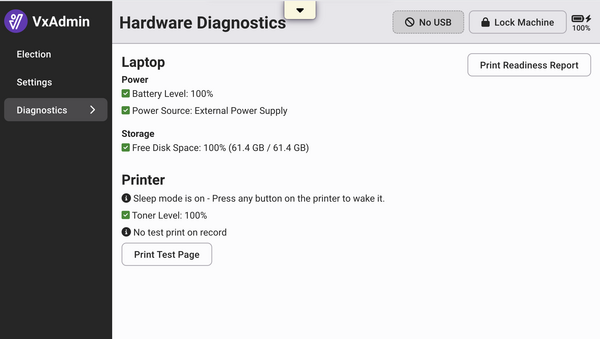 VxAdmin
Election
Settings
Diagnostics
Hardware Diagnostics
No USB
Lock Machine
100%
Laptop
Print Readiness Report
Power
Battery Level: 100%
Power Source: External Power Supply
Storage
Free Disk Space: 100% (61.4 GB / 61.4 GB)
Printer
Sleep mode is on - Press any button on the printer to wake it.
Toner Level: 100%
No test print on record
Print Test Page